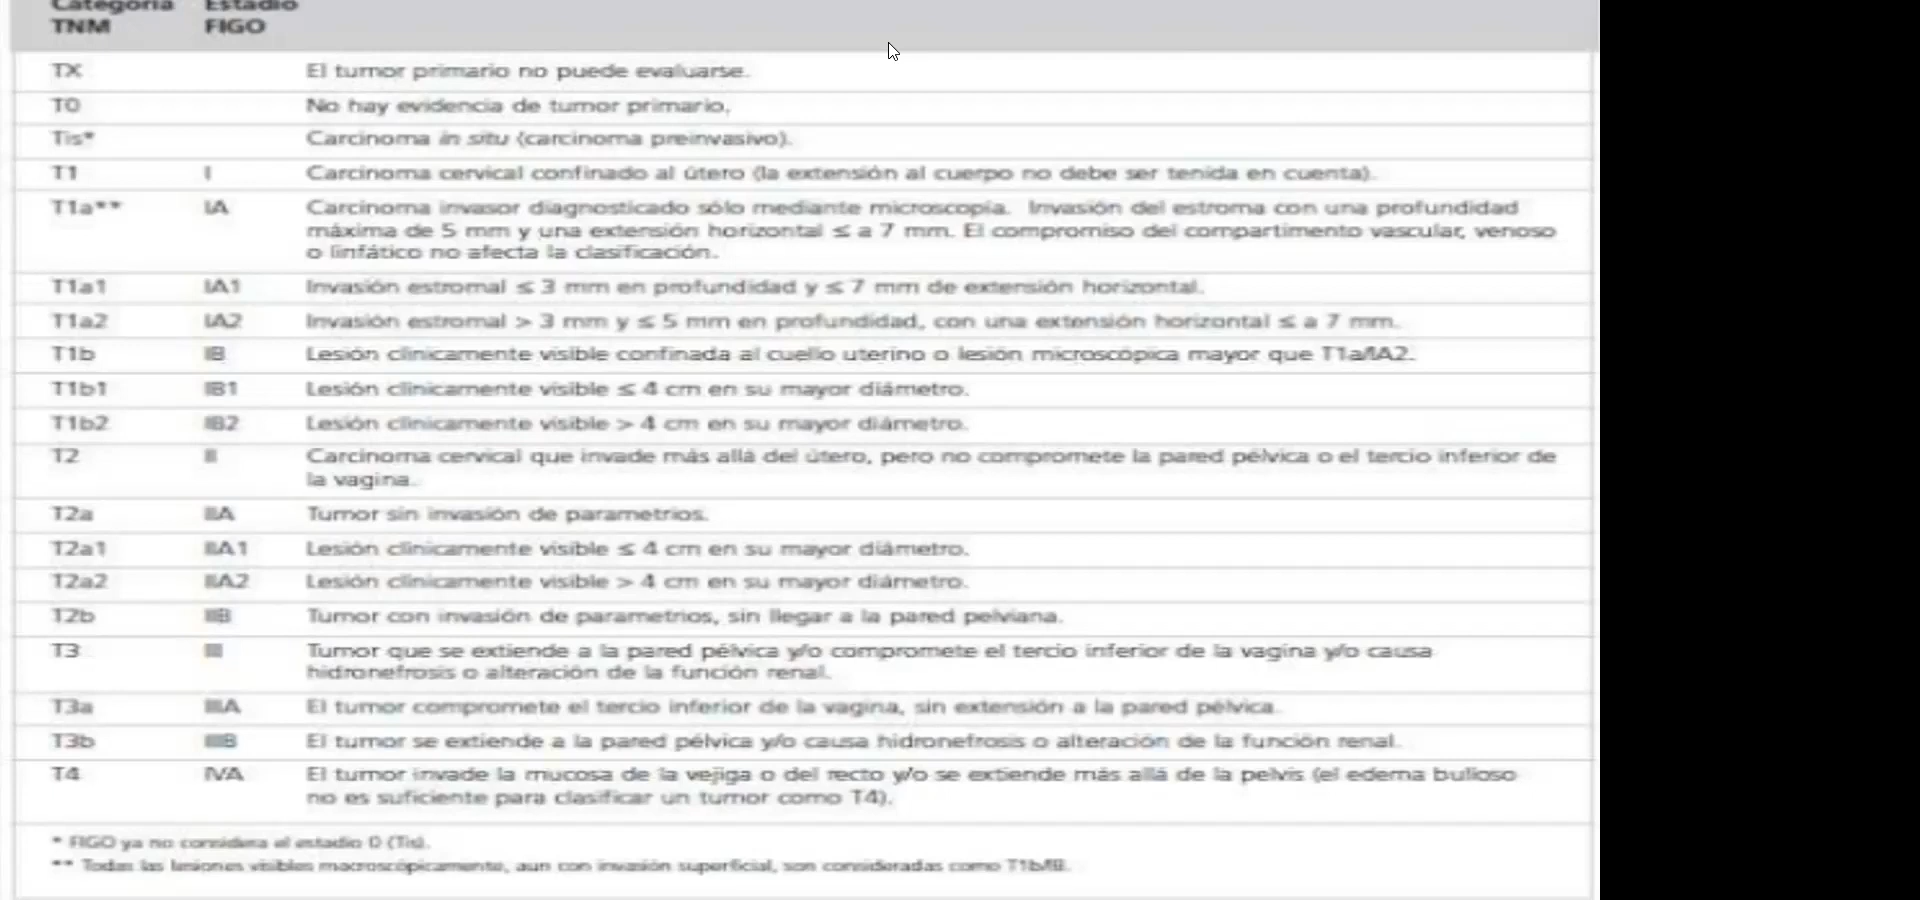 Categoría Estadio
TNM FIGO
TX El tumor primario no puede evaluarse.
T0 No hay evidencia de tumor primario.
Tis* Carcinoma in situ (carcinoma preinvasivo).
T1 I Carcinoma cervical confinado al útero (la extensión al cuerpo no debe ser tenida en cuenta).
T1a** IA Carcinoma invasor diagnosticado sólo mediante microscopía. Invasión del estroma con una profundidad
máxima de 5 mm y una extensión horizontal ≤ a 7 mm. El compromiso del compartimento vascular, venoso
o linfático no afecta la clasificación.
T1a1 IA1 Invasión estromal ≤ 3 mm en profundidad y ≤ 7 mm de extensión horizontal.
T1a2 IA2 Invasión estromal > 3 mm y ≤ 5 mm en profundidad, con una extensión horizontal ≤ a 7 mm.
T1b IB Lesión clínicamente visible confinada al cuello uterino o lesión microscópica mayor que T1a/IA2.
T1b1 IB1 Lesión clínicamente visible ≤ 4 cm en su mayor diámetro.
T1b2 IB2 Lesión clínicamente visible > 4 cm en su mayor diámetro.
T2 II Carcinoma cervical que invade más allá del útero, pero no compromete la pared pélvica o el tercio inferior de
la vagina.
T2a IIA Tumor sin invasión de parametrios.
T2a1 IIA1 Lesión clínicamente visible ≤ 4 cm en su mayor diámetro.
T2a2 IIA2 Lesión clínicamente visible > 4 cm en su mayor diámetro.
T2b IIB Tumor con invasión de parametrios, sin llegar a la pared pelviana.
T3 III Tumor que se extiende a la pared pélvica y/o compromete el tercio inferior de la vagina y/o causa
hidronefrosis o alteración de la función renal.
T3a IIIA El tumor compromete el tercio inferior de la vagina, sin extensión a la pared pélvica.
T3b IIIB El tumor se extiende a la pared pélvica y/o causa hidronefrosis o alteración de la función renal.
T4 IVA El tumor invade la mucosa de la vejiga o del recto y/o se extiende más allá de la pelvis (el edema bulloso
no es suficiente para clasificar un tumor como T4).
* FIGO ya no considera el estadio 0 (Tis).
** Todas las lesiones visibles macroscópicamente, aun con invasión superficial, son consideradas como T1b/IB.